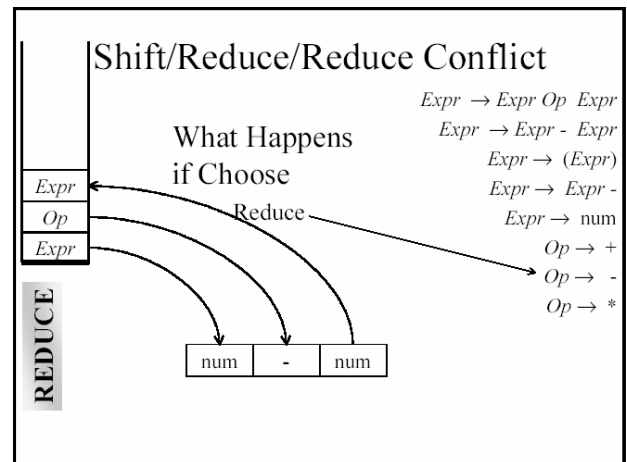 Shift/Reduce/Reduce Conflict
Expr → Expr Op Expr
Expr → Expr - Expr
Expr → (Expr)
Expr → Expr -
Expr → num
Op → +
Op → -
Op → *
What Happens
if Choose
Reduce
Expr
Op
Expr
REDUCE
num - num